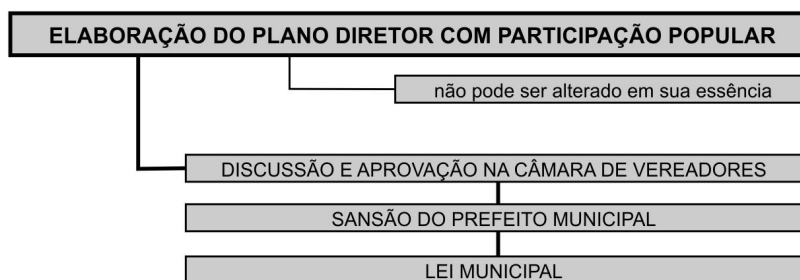 ELABORAÇÃO DO PLANO DIRETOR COM PARTICIPAÇÃO POPULAR
não pode ser alterado em sua essência
DISCUSSÃO E APROVAÇÃO NA CÂMARA DE VEREADORES
SANSÃO DO PREFEITO MUNICIPAL
LEI MUNICIPAL